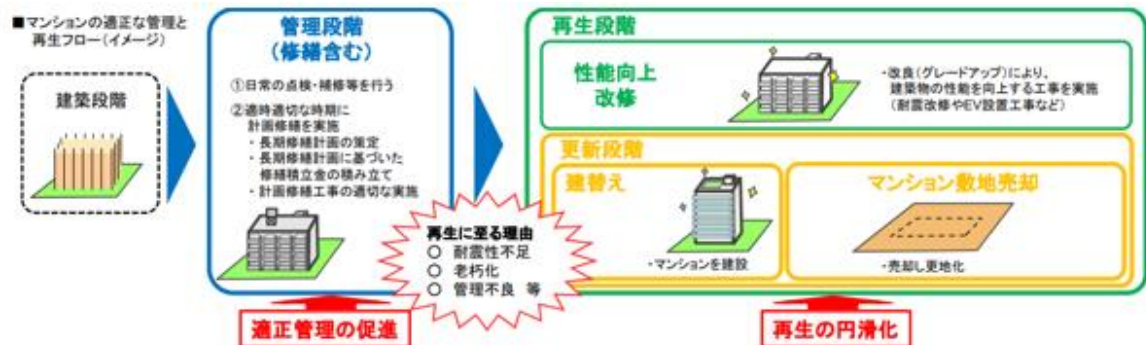 ■マンションの適正な管理と
再生フロー(イメージ)
建築段階
管理段階
(修繕含む)
①日常の点検・補修等を行う
②適時適切な時期に
計画修繕を実施
・長期修繕計画の策定
・長期修繕計画に基づいた
修繕積立金の積み立て
・計画修繕工事の適切な実施
適正管理の促進
再生に至る理由
○ 耐震性不足
○ 老朽化
○ 管理不良 等
再生段階
性能向上
改修
・改良(グレードアップ)により、
建築物の性能を向上する工事を実施
(耐震改修やEV設置工事など)
更新段階
建替え
・マンションを建設
マンション敷地売却
・売却し更地化
再生の円滑化